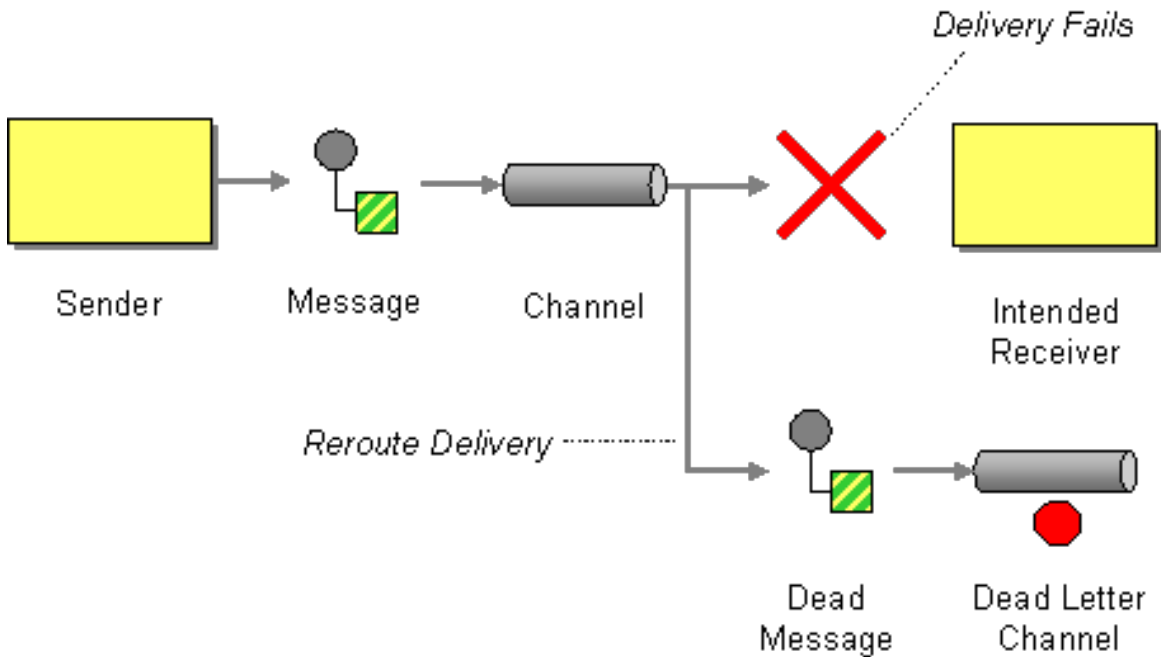 Delivery Fails
Sender
Message
Channel
Intended
Receiver
Reroute Delivery
Dead
Message
Dead Letter
Channel